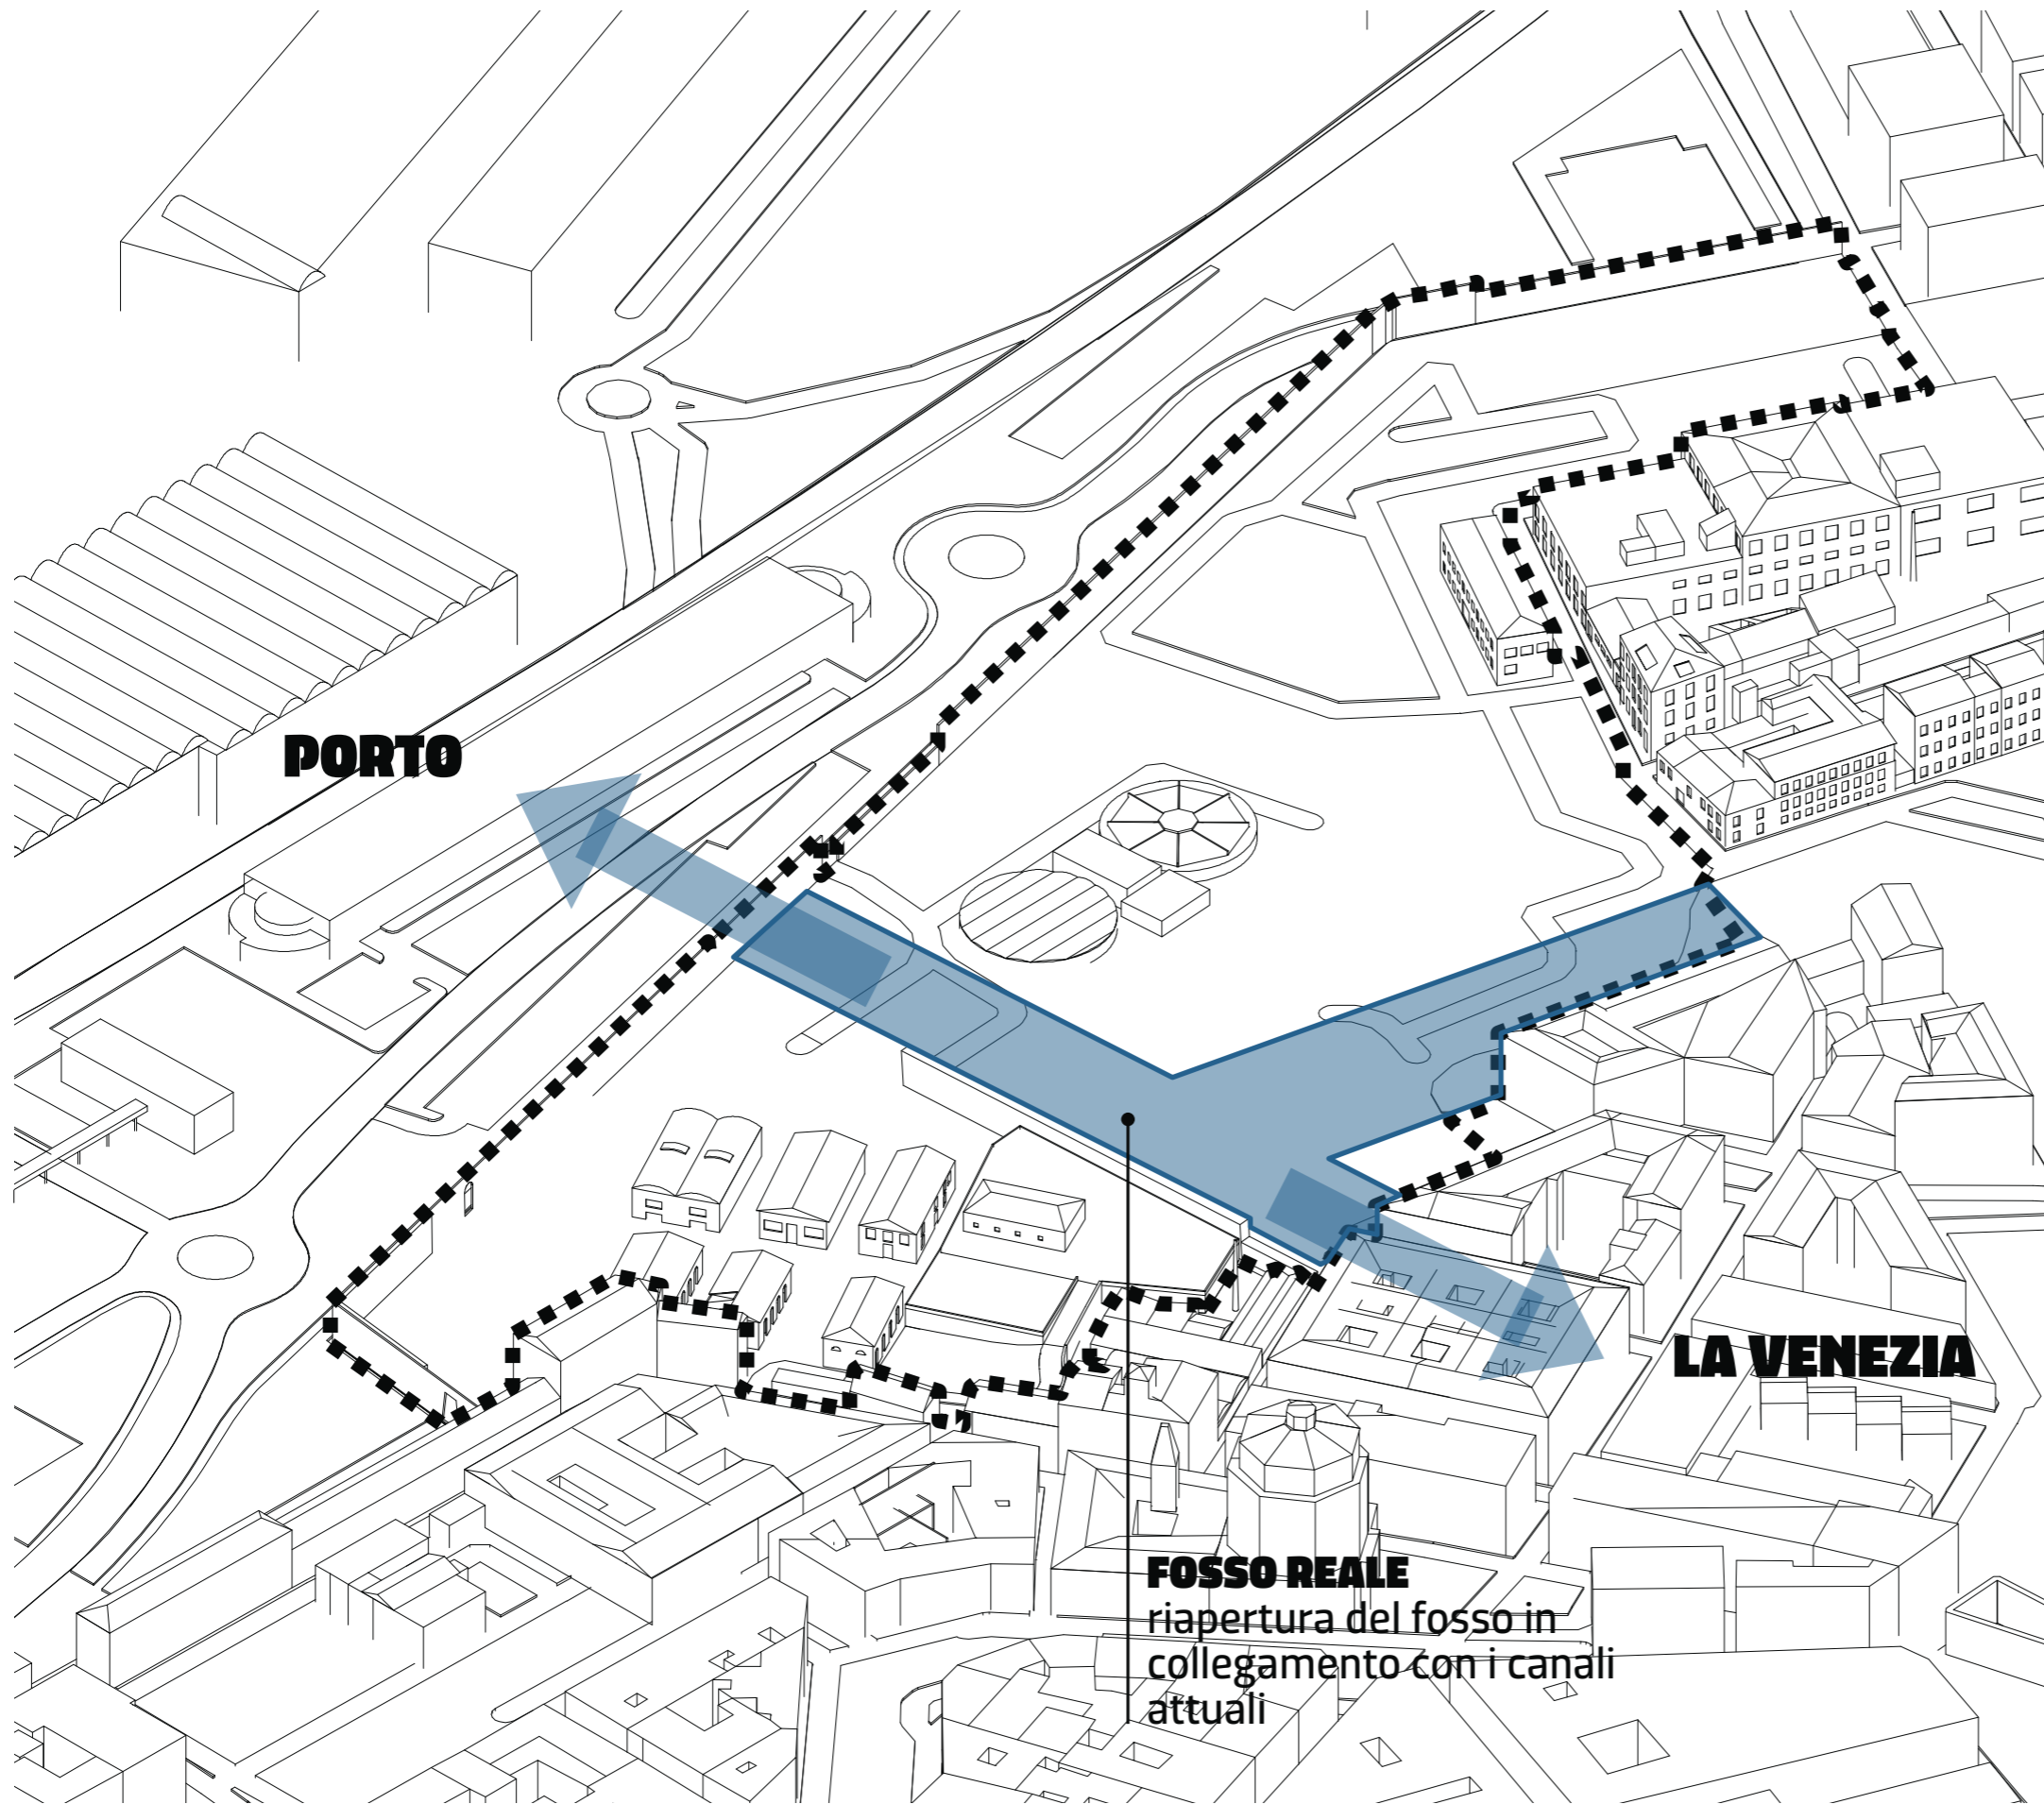 PORTO
LA VENEZIA
FOSSO REALE
riapertura del fosso in
collegamento con i canali
attuali